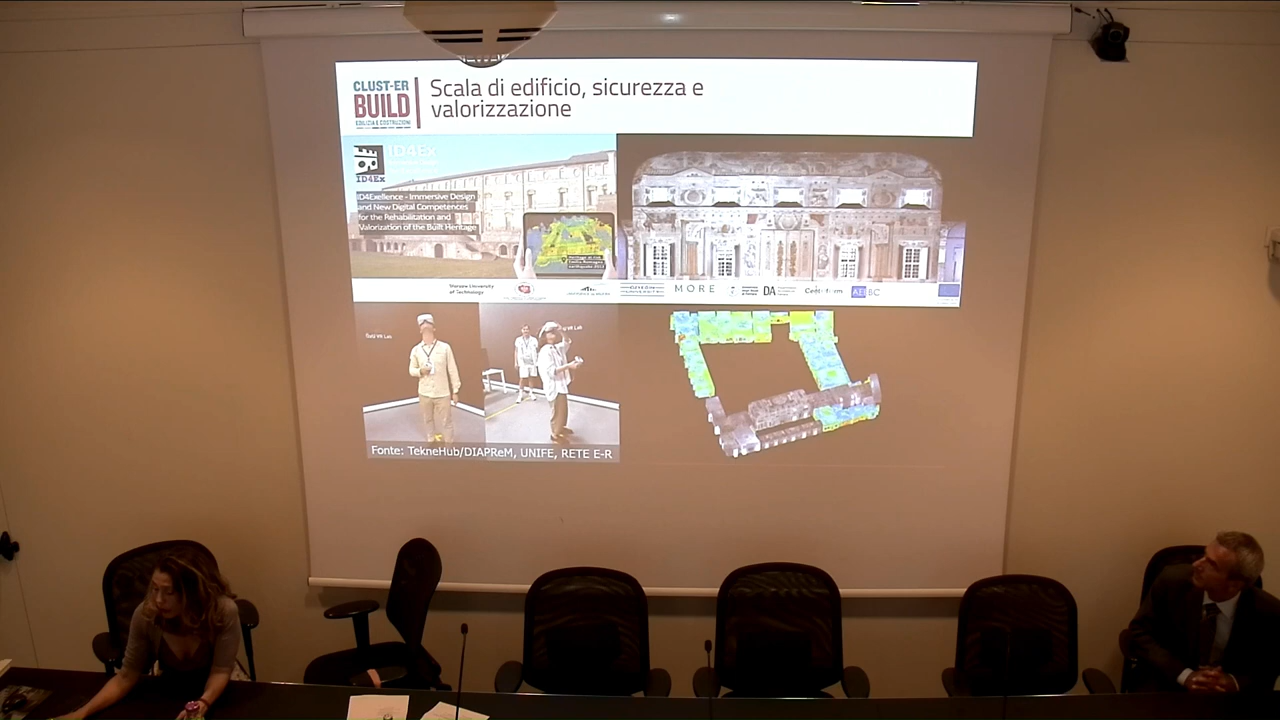 CLUST-ER
BUILD
EDILIZIA E COSTRUZIONI
Scala di edificio, sicurezza e
valorizzazione
ID4Ex
ID4Ex
ID4Exellence - Immersive Design
and New Digital Competences
for the Rehabilitation and
Valorization of the Built Heritage
Warsaw University
of Technology
MORE
DA
Fonte: TekneHub/DIAPReM, UNIFE, RETE E-R